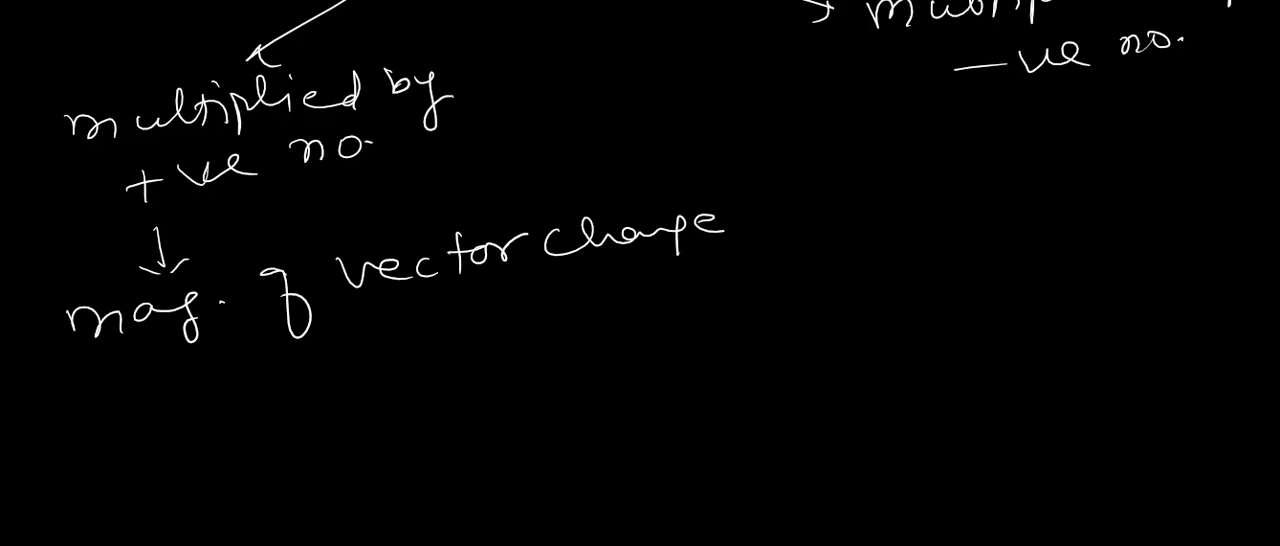 multiplied by
+ ve no.
↓
mag. of vector change
– ve no.